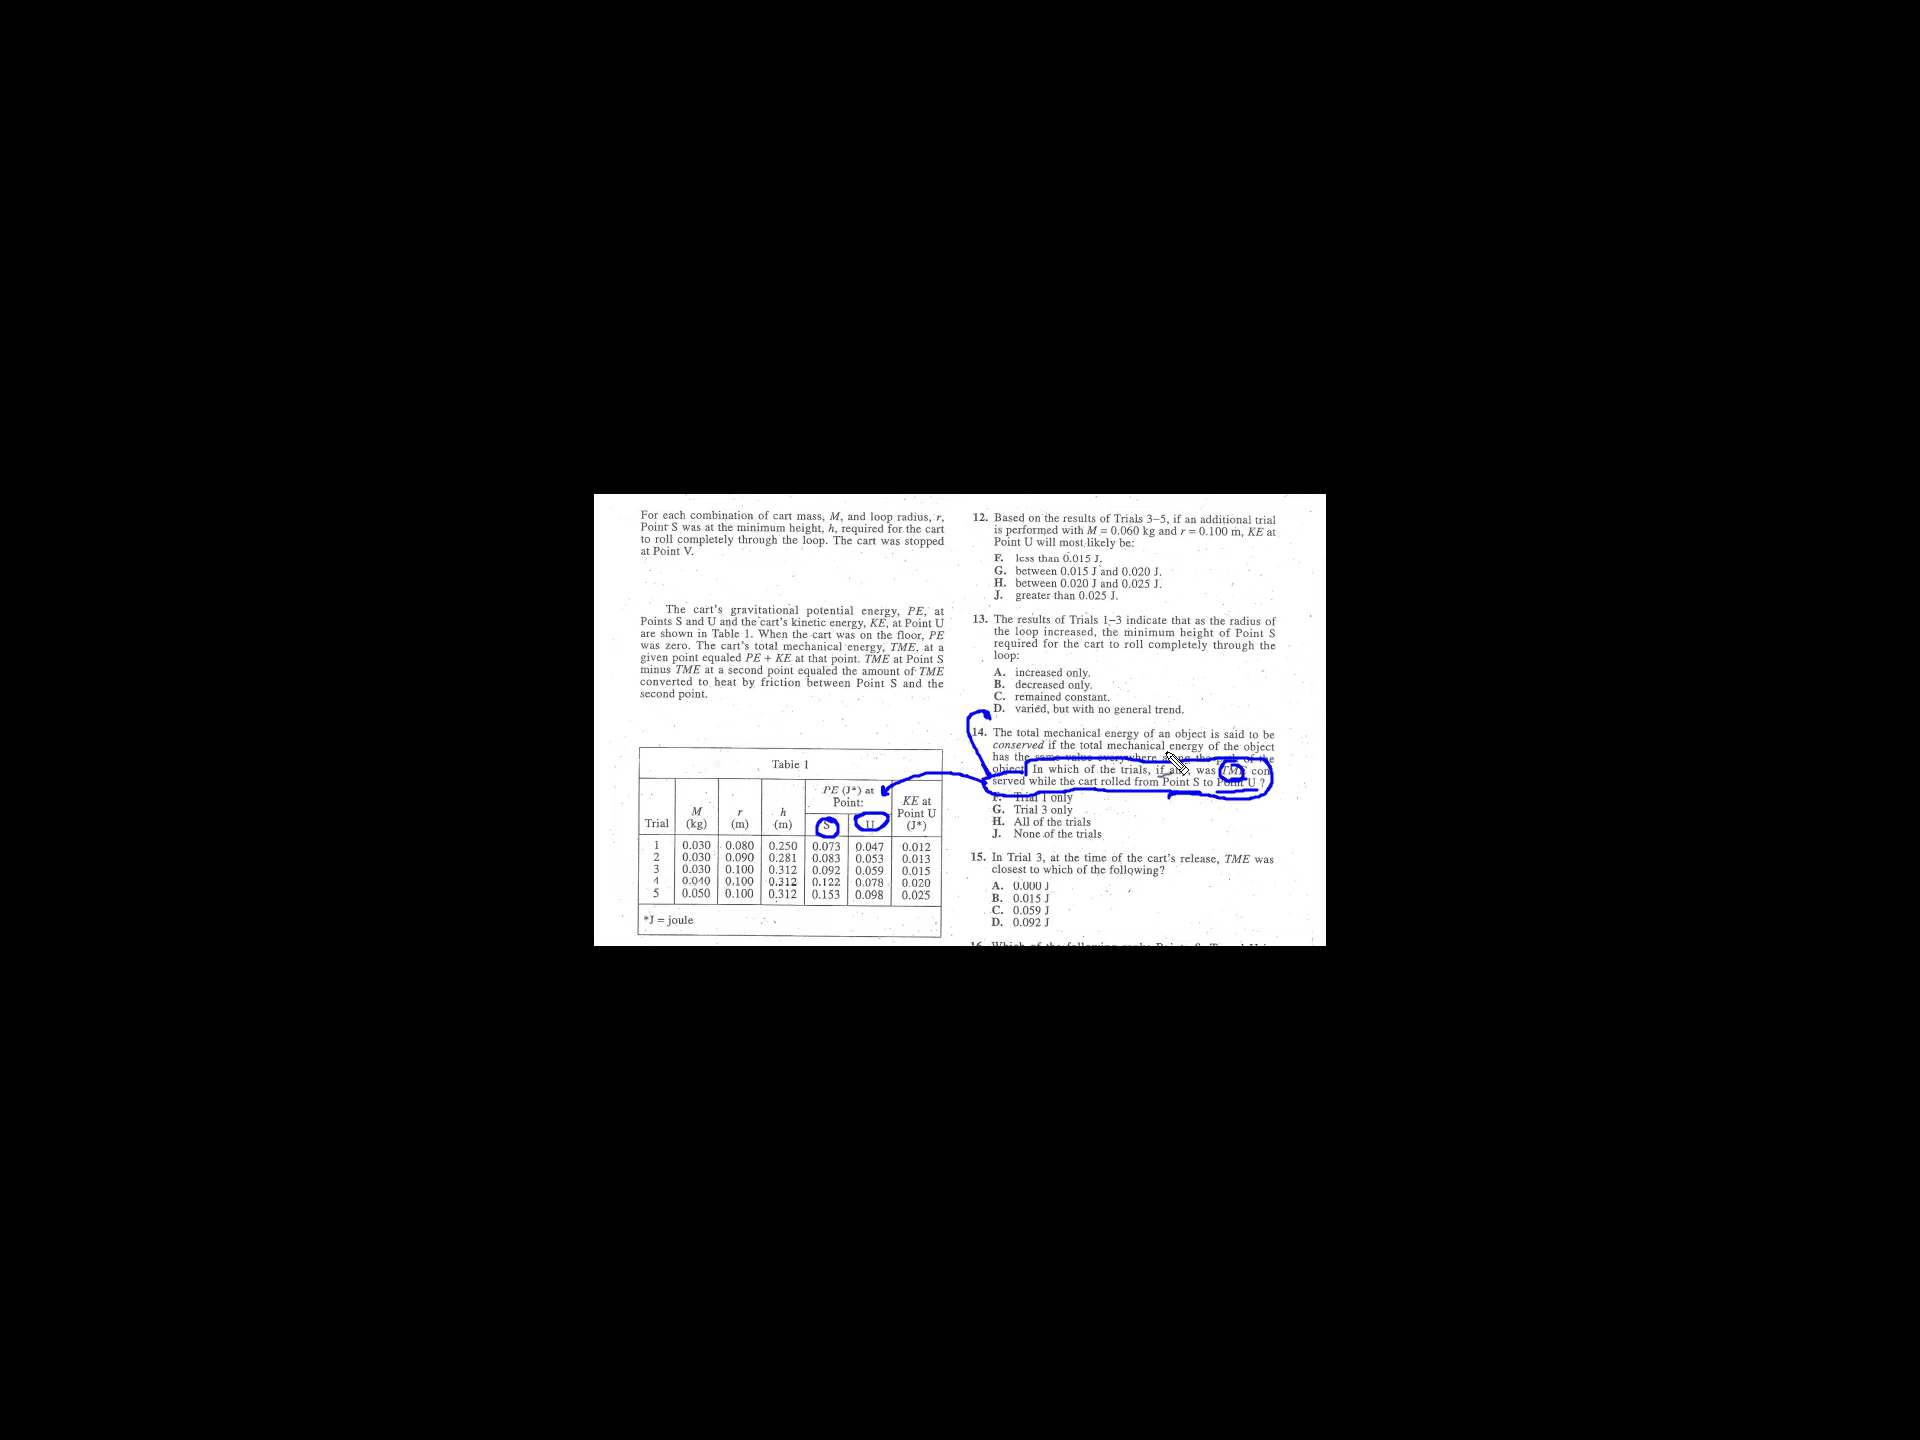 For each combination of cart mass, M, and loop radius, r,
Point S was at the minimum height, h, required for the cart
to roll completely through the loop. The cart was stopped
at Point V.
The cart's gravitational potential energy, PE, at
Points S and U and the cart's kinetic energy, KE, at Point U
are shown in Table 1. When the cart was on the floor, PE
was zero. The cart's total mechanical energy, TME, at a
given point equaled PE + KE at that point. TME at Point S
minus TME at a second point equaled the amount of TME
converted to heat by friction between Point S and the
second point.
Table 1
Trial M (kg) r (m) h (m) PE (J*) at Point: S U KE at Point U (J*)
1 0.030 0.080 0.250 0.073 0.047 0.012
2 0.030 0.090 0.281 0.083 0.053 0.013
3 0.030 0.100 0.312 0.092 0.059 0.015
4 0.040 0.100 0.312 0.122 0.078 0.020
5 0.050 0.100 0.312 0.153 0.098 0.025
*J = joule
12. Based on the results of Trials 3–5, if an additional trial
is performed with M = 0.060 kg and r = 0.100 m, KE at
Point U will most likely be:
F. less than 0.015 J.
G. between 0.015 J and 0.020 J.
H. between 0.020 J and 0.025 J.
J. greater than 0.025 J.
13. The results of Trials 1–3 indicate that as the radius of
the loop increased, the minimum height of Point S
required for the cart to roll completely through the
loop:
A. increased only.
B. decreased only.
C. remained constant.
D. varied, but with no general trend.
14. The total mechanical energy of an object is said to be
conserved if the total mechanical energy of the object
has the same value everywhere along the path of the
object. In which of the trials, if any, was TME con-
served while the cart rolled from Point S to Point U ?
F. Trial 1 only
G. Trial 3 only
H. All of the trials
J. None of the trials
15. In Trial 3, at the time of the cart's release, TME was
closest to which of the following?
A. 0.000 J
B. 0.015 J
C. 0.059 J
D. 0.092 J